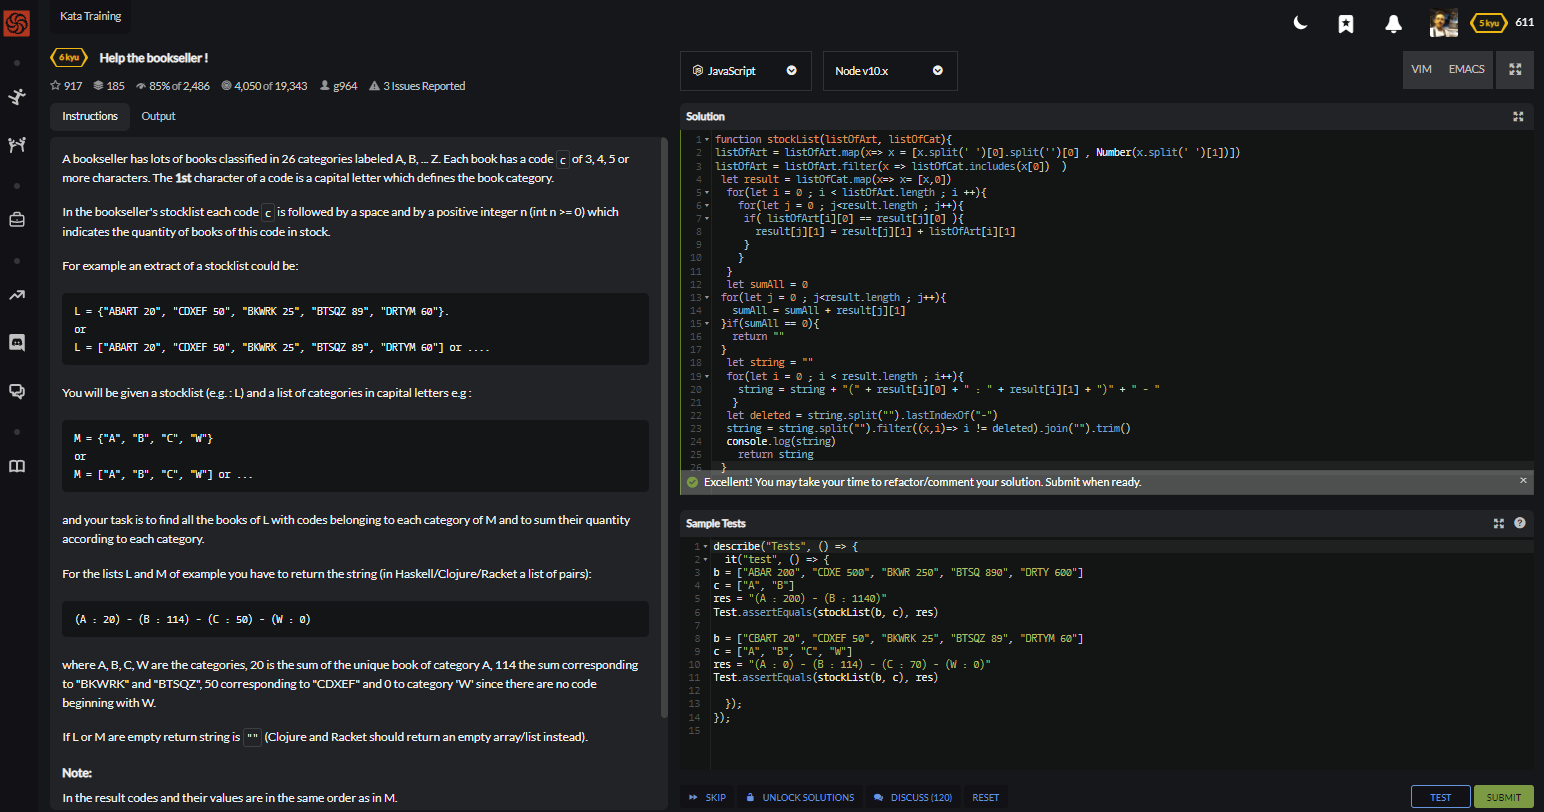 Kata Training
5 kyu 611
6 kyu Help the bookseller !
917 185 85% of 2,486 4,050 of 19,343 g964 3 Issues Reported
Instructions Output
A bookseller has lots of books classified in 26 categories labeled A, B, ... Z. Each book has a code c of 3, 4, 5 or
more characters. The 1st character of a code is a capital letter which defines the book category.
In the bookseller's stocklist each code c is followed by a space and by a positive integer n (int n >= 0) which
indicates the quantity of books of this code in stock.
For example an extract of a stocklist could be:
L = {"ABART 20", "CDXEF 50", "BKWRK 25", "BTSQZ 89", "DRTYM 60"}.
or
L = ["ABART 20", "CDXEF 50", "BKWRK 25", "BTSQZ 89", "DRTYM 60"] or ....
You will be given a stocklist (e.g. : L) and a list of categories in capital letters e.g :
M = {"A", "B", "C", "W"}
or
M = ["A", "B", "C", "W"] or ...
and your task is to find all the books of L with codes belonging to each category of M and to sum their quantity
according to each category.
For the lists L and M of example you have to return the string (in Haskell/Clojure/Racket a list of pairs):
(A : 20) - (B : 114) - (C : 50) - (W : 0)
where A, B, C, W are the categories, 20 is the sum of the unique book of category A, 114 the sum corresponding
to "BKWRK" and "BTSQZ", 50 corresponding to "CDXEF" and 0 to category 'W' since there are no code
beginning with W.
If L or M are empty return string is "" (Clojure and Racket should return an empty array/list instead).
Note:
In the result codes and their values are in the same order as in M.
JavaScript Node v10.x VIM EMACS
Solution
1 function stockList(listOfArt, listOfCat){
2 listOfArt = listOfArt.map(x=> x = [x.split(' ')[0].split('')[0] , Number(x.split(' ')[1])])
3 listOfArt = listOfArt.filter(x => listOfCat.includes(x[0])  )
4 let result = listOfCat.map(x=> x= [x,0])
5 for(let i = 0 ; i < listOfArt.length ; i ++){
6 for(let j = 0 ; j<result.length ; j++){
7 if( listOfArt[i][0] == result[j][0] ){
8 result[j][1] = result[j][1] + listOfArt[i][1]
9 }
10 }
11 }
12 let sumAll = 0
13 for(let j = 0 ; j<result.length ; j++){
14 sumAll = sumAll + result[j][1]
15 }if(sumAll == 0){
16 return ""
17 }
18 let string = ""
19 for(let i = 0 ; i < result.length ; i++){
20 string = string + "(" + result[i][0] + " : " + result[i][1] + ")" + " - "
21 }
22 let deleted = string.split("").lastIndexOf("-")
23 string = string.split("").filter((x,i)=> i != deleted).join("").trim()
24 console.log(string)
25 return string
26 }
Excellent! You may take your time to refactor/comment your solution. Submit when ready.
Sample Tests
1 describe("Tests", () => {
2 it("test", () => {
3 b = ["ABAR 200", "CDXE 500", "BKWR 250", "BTSQ 890", "DRTY 600"]
4 c = ["A", "B"]
5 res = "(A : 200) - (B : 1140)"
6 Test.assertEquals(stockList(b, c), res)
7
8 b = ["CBART 20", "CDXEF 50", "BKWRK 25", "BTSQZ 89", "DRTYM 60"]
9 c = ["A", "B", "C", "W"]
10 res = "(A : 0) - (B : 114) - (C : 70) - (W : 0)"
11 Test.assertEquals(stockList(b, c), res)
12
13 });
14 });
15
SKIP UNLOCK SOLUTIONS DISCUSS (120) RESET TEST SUBMIT